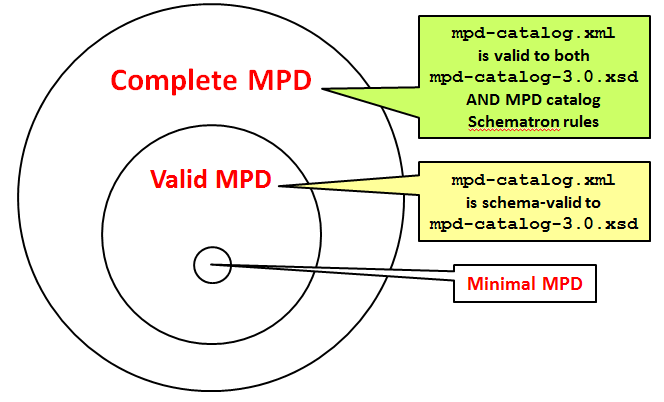 Complete MPD
mpd-catalog.xml
is valid to both
mpd-catalog-3.0.xsd
AND MPD catalog
Schematron rules
Valid MPD
mpd-catalog.xml
is schema-valid to
mpd-catalog-3.0.xsd
Minimal MPD